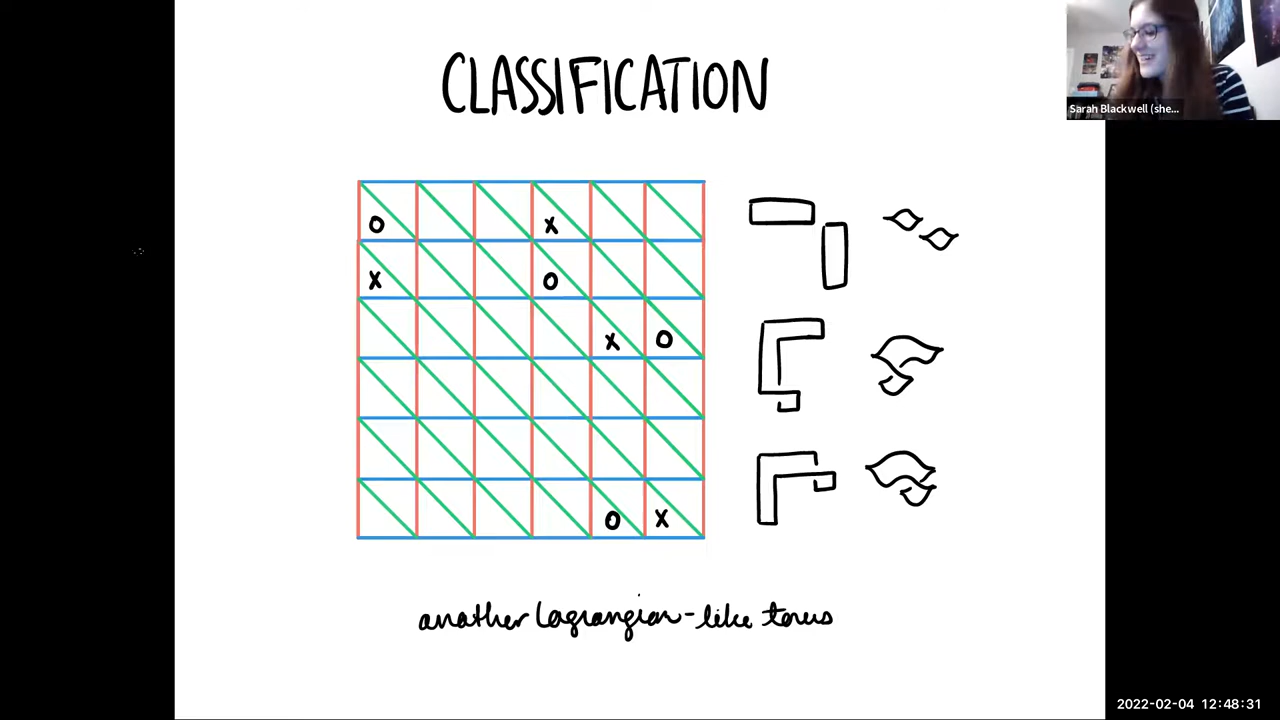 CLASSIFICATION
Sarah Blackwell (she...
O X
X O
X O
O X
another Lagrangian-like torus
2022-02-04 12:48:31